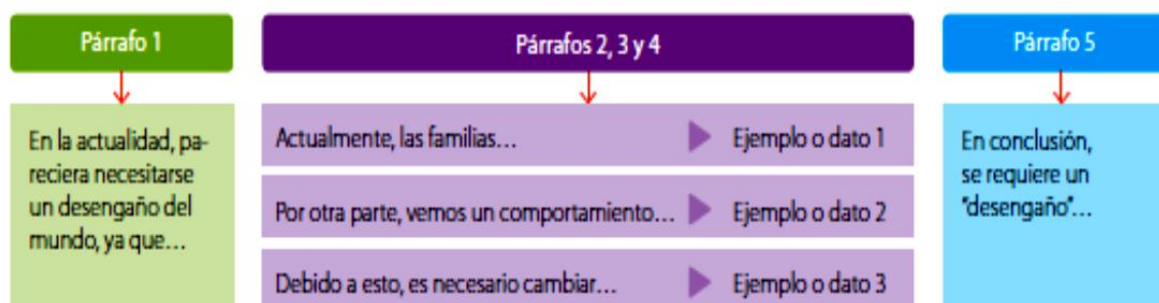 Párrafo 1
En la actualidad, pa-
reciera necesitarse
un desengaño del
mundo, ya que...
Párrafos 2, 3 y 4
Actualmente, las familias...
Ejemplo o dato 1
Por otra parte, vemos un comportamiento...
Ejemplo o dato 2
Debido a esto, es necesario cambiar...
Ejemplo o dato 3
Párrafo 5
En conclusión,
se requiere un
"desengaño"...